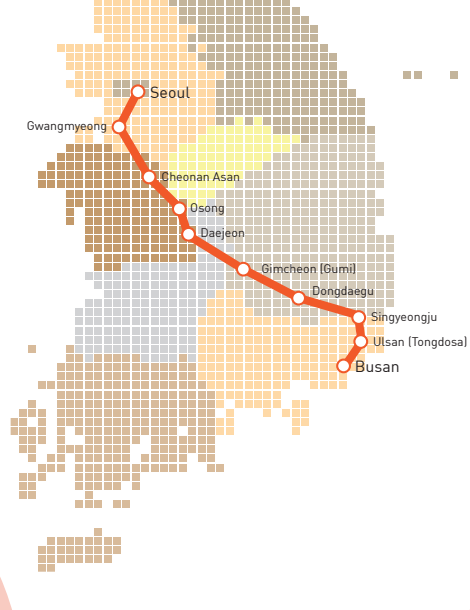 Seoul
Gwangmyeong
Cheonan Asan
Osong
Daejeon
Gimcheon (Gumi)
Dongdaegu
Singyeongju
Ulsan (Tongdosa)
Busan